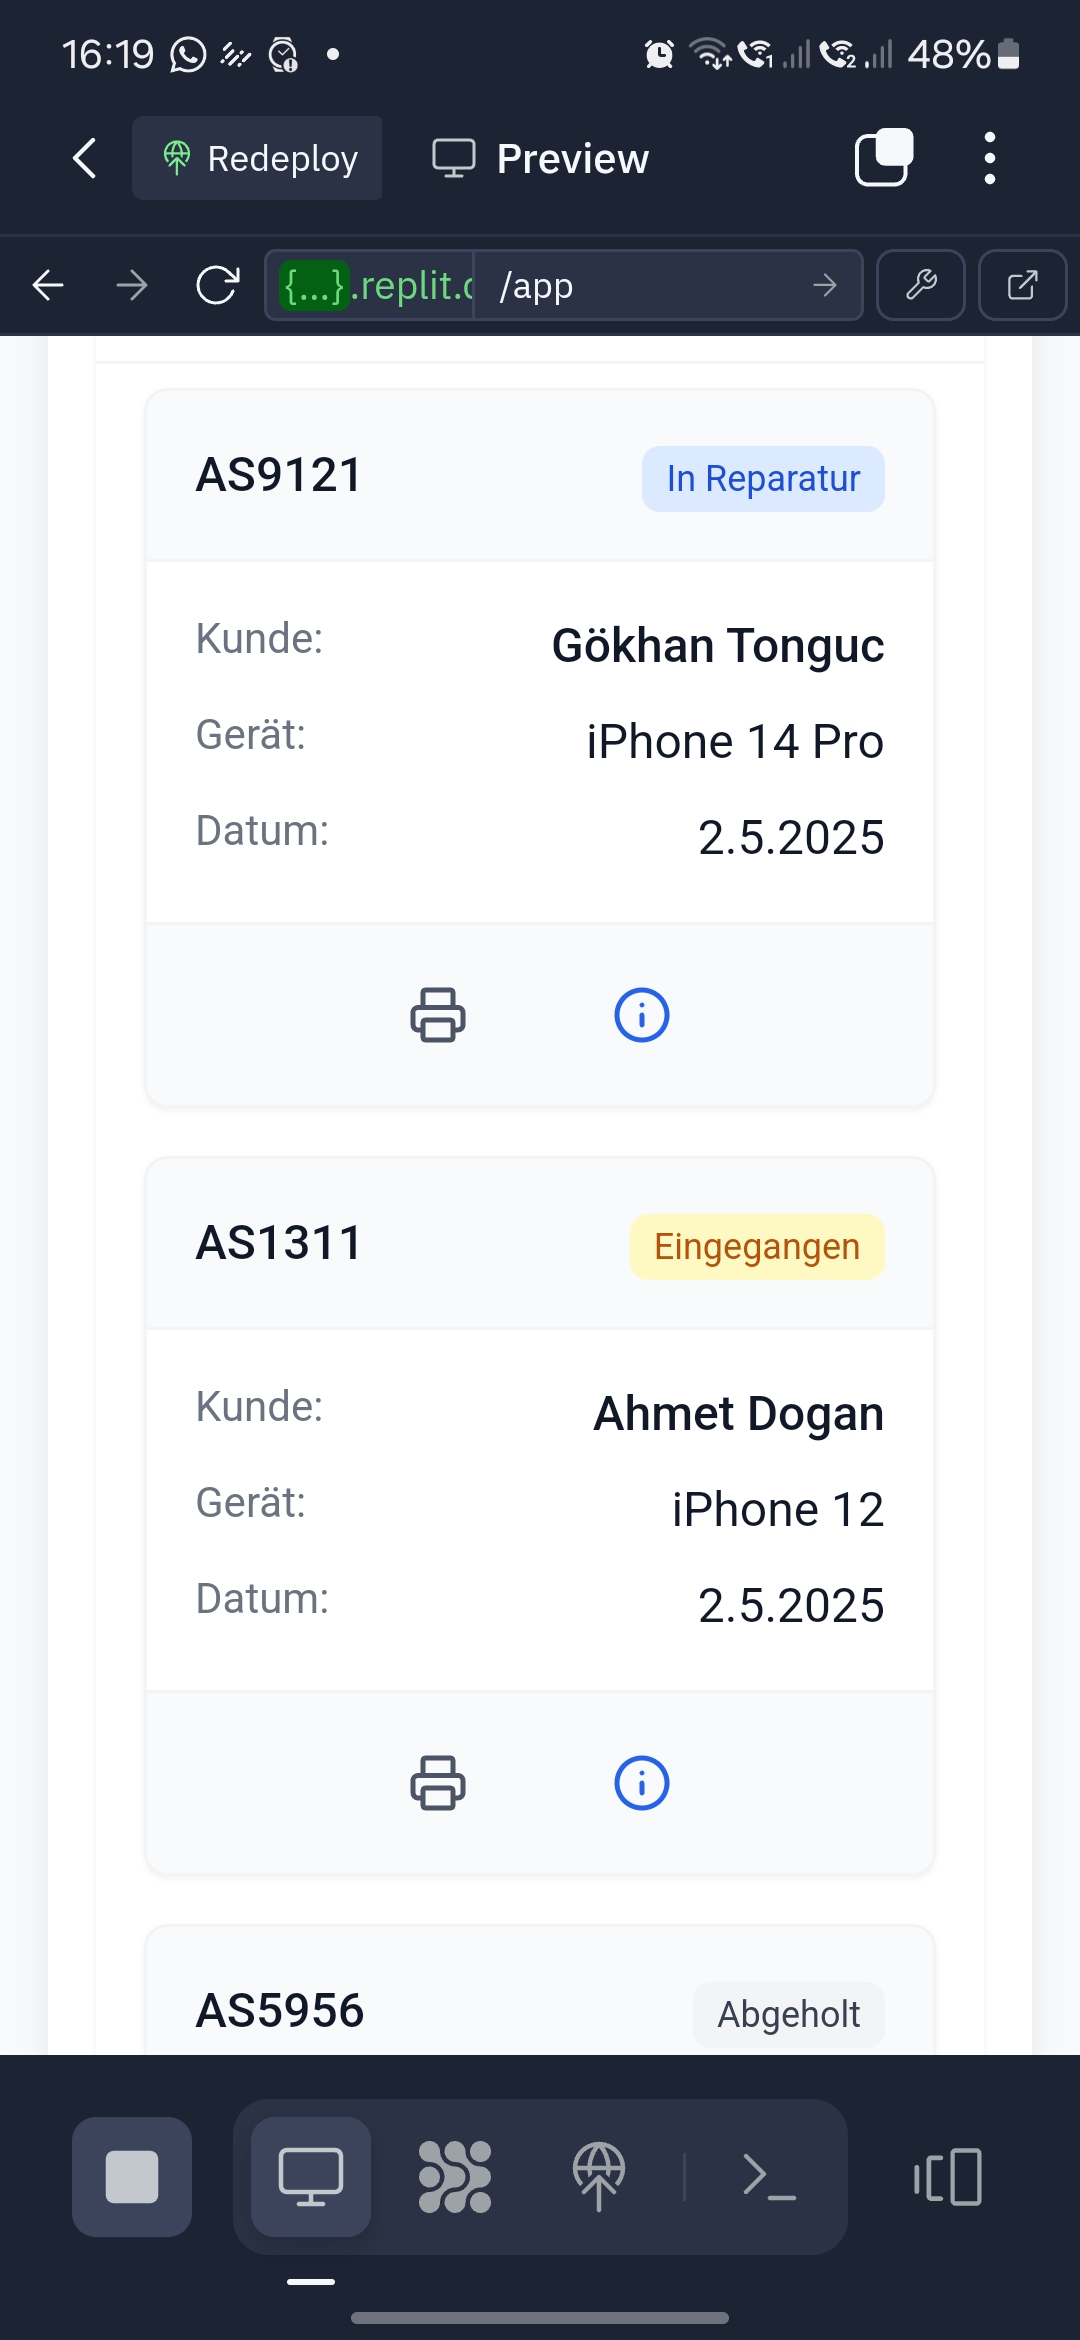 16:19
48%
Redeploy
Preview
{...}.replit.c
/app
AS9121
In Reparatur
Kunde:
Gökhan Tonguc
Gerät:
iPhone 14 Pro
Datum:
2.5.2025
AS1311
Eingegangen
Kunde:
Ahmet Dogan
Gerät:
iPhone 12
Datum:
2.5.2025
AS5956
Abgeholt